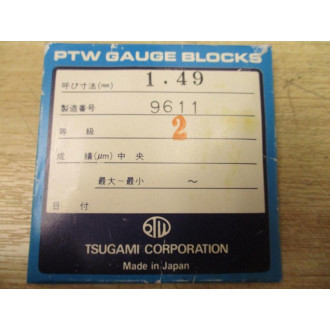 PTW GAUGE BLOCKS
呼び寸法(mm) 1.49
製造番号 9611
等級 2
成績(μm) 中央
最大－最小 ～
日付
PTW
TSUGAMI CORPORATION
Made in Japan